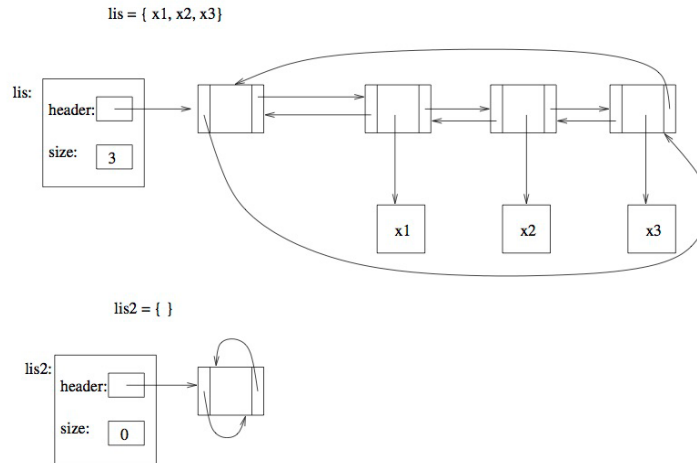 lis = { x1, x2, x3}
lis:
header:
size:
3
x1
x2
x3
lis2 = { }
lis2:
header:
size:
0